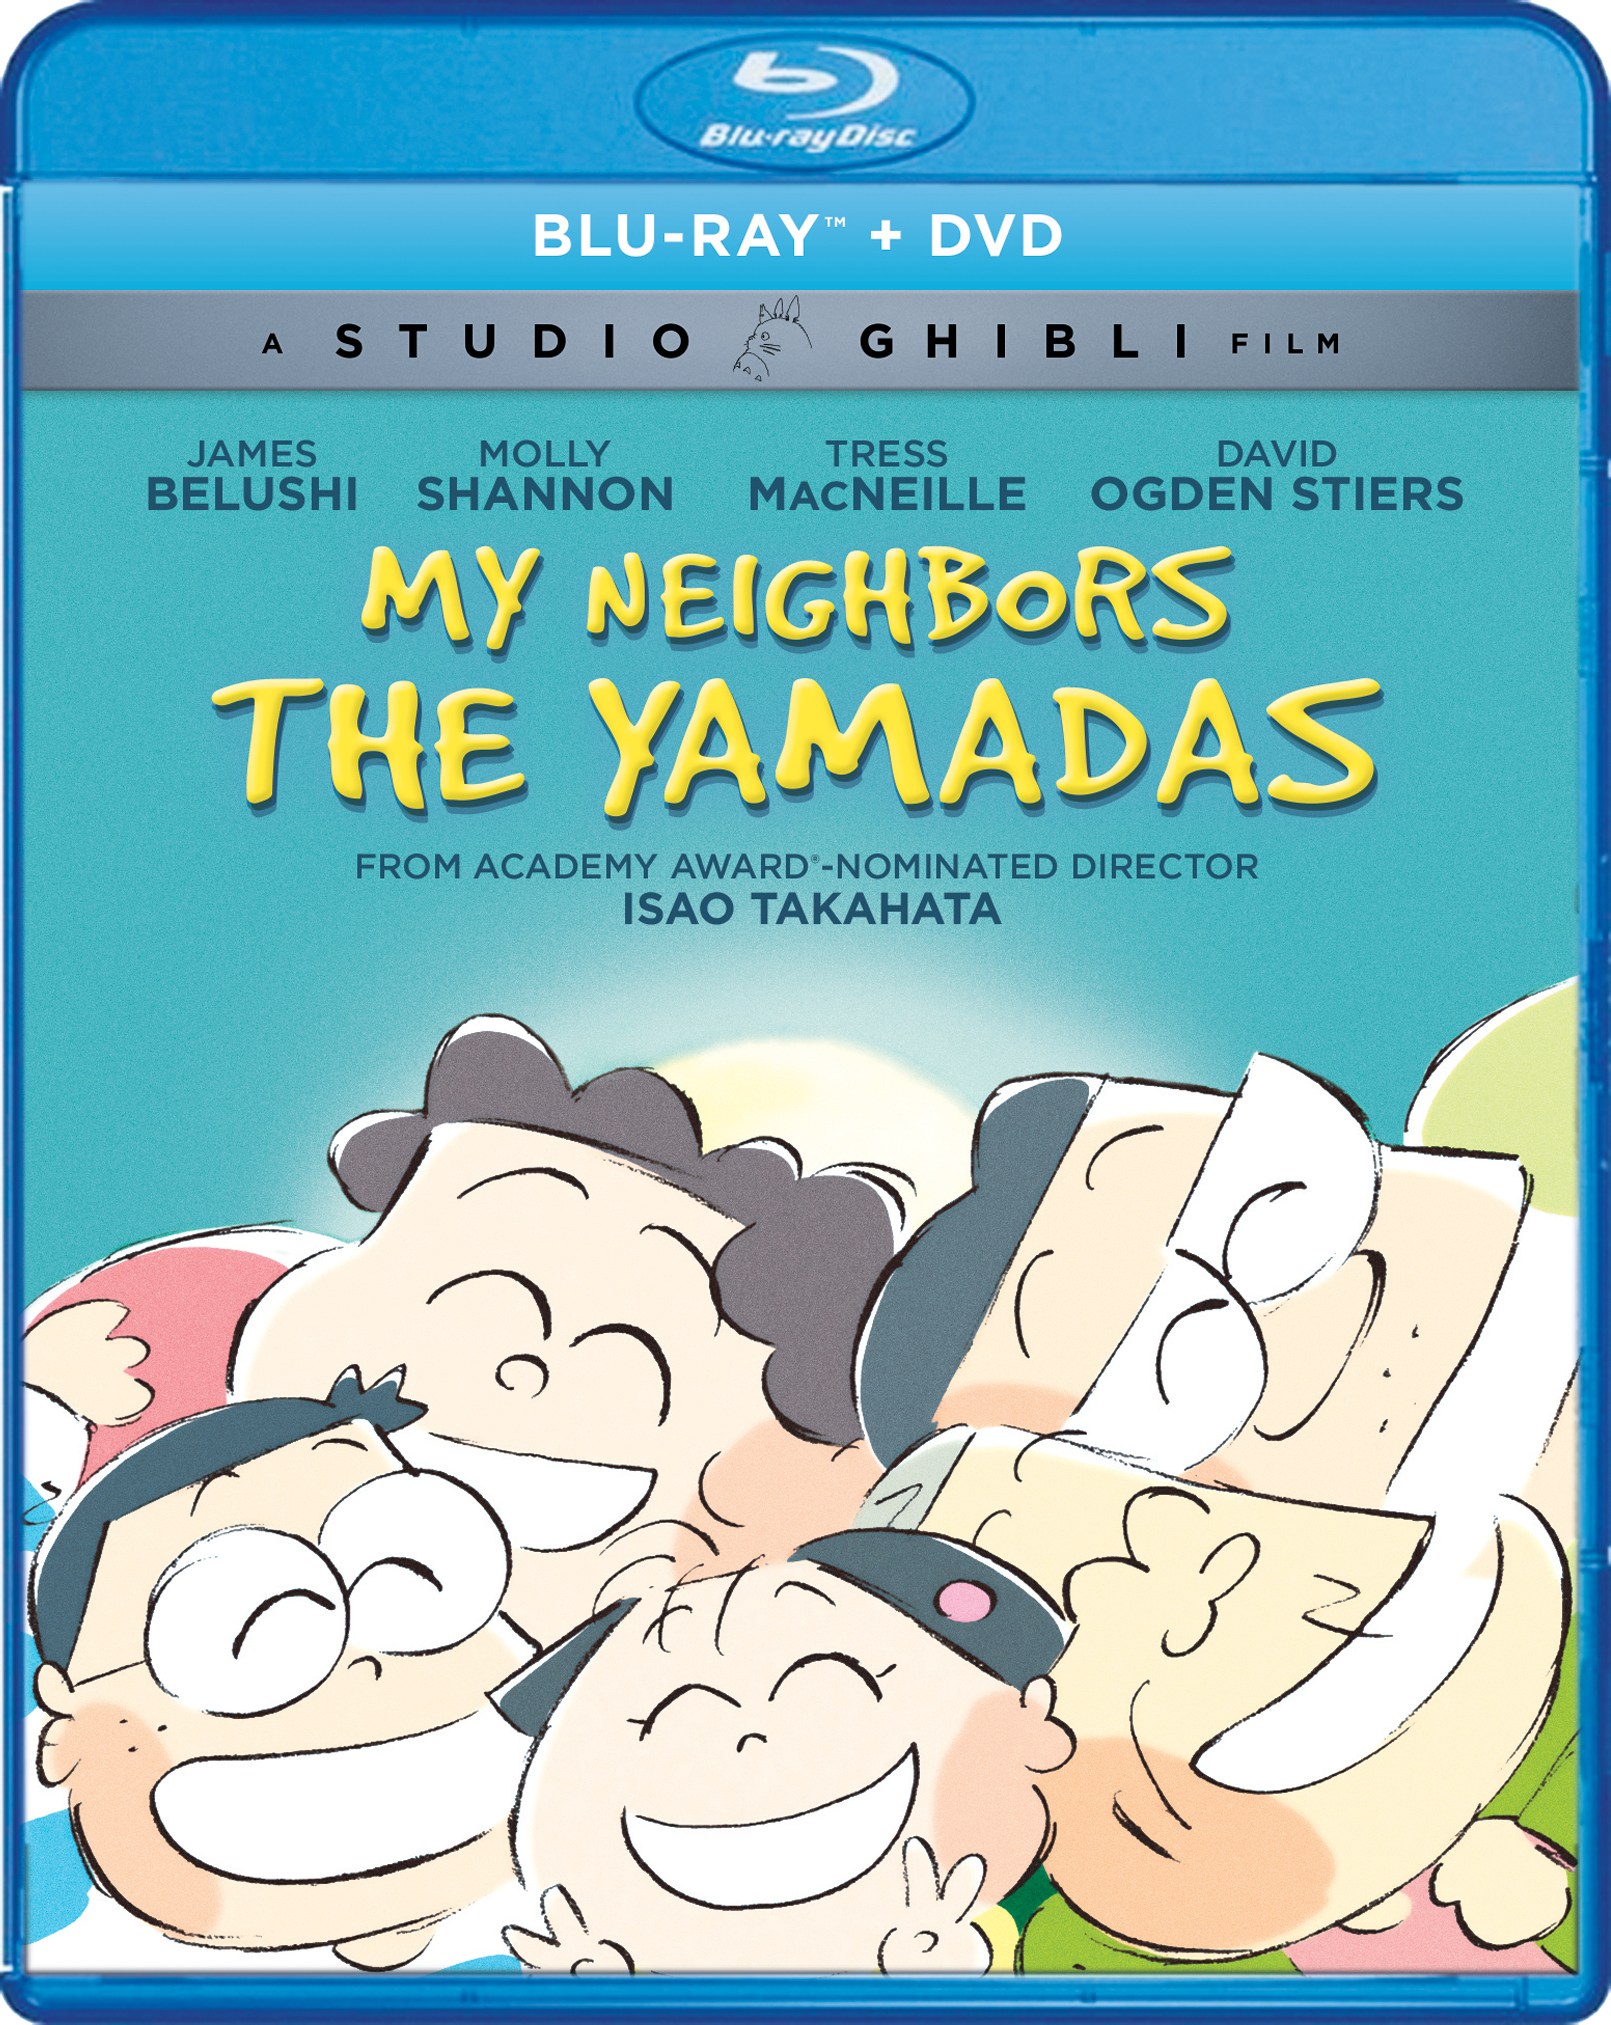 Blu-ray Disc
BLU-RAY™ + DVD
A STUDIO GHIBLI FILM
JAMES BELUSHI
MOLLY SHANNON
TRESS MACNEILLE
DAVID OGDEN STIERS
MY NEIGHBORS
THE YAMADAS
FROM ACADEMY AWARD®-NOMINATED DIRECTOR
ISAO TAKAHATA